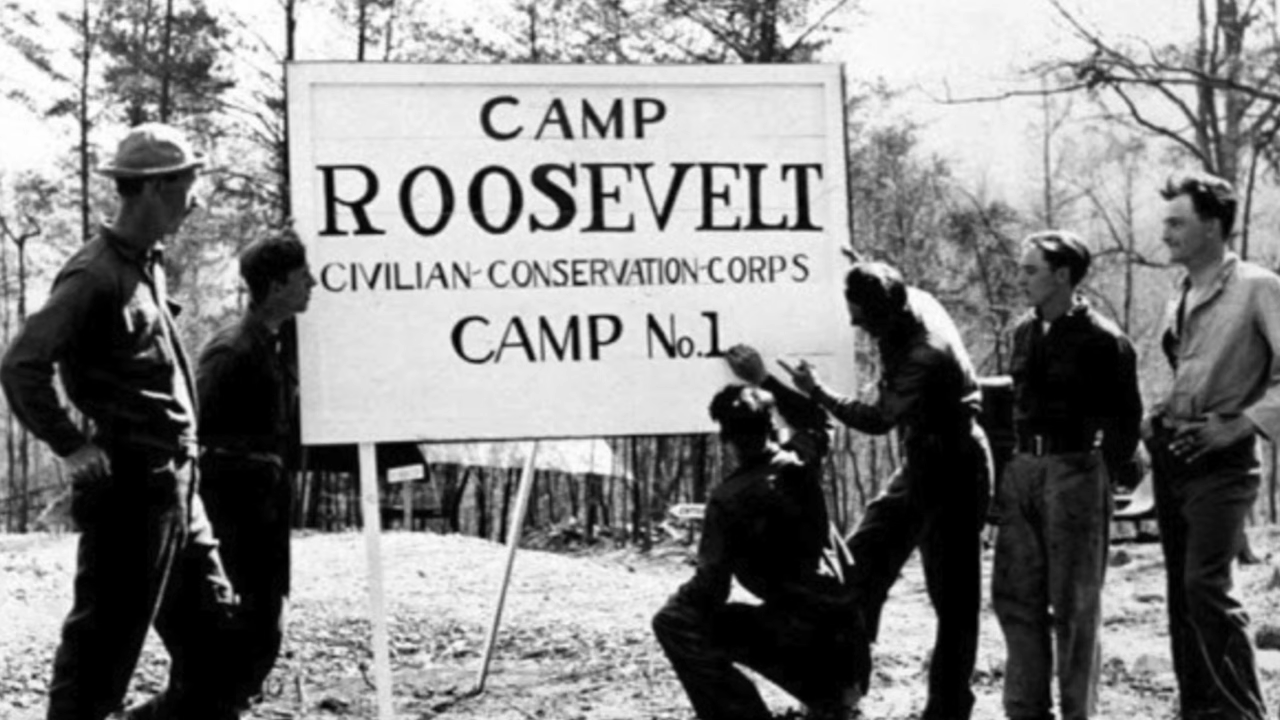 CAMP
ROOSEVELT
CIVILIAN-CONSERVATION-CORPS
CAMP No.1